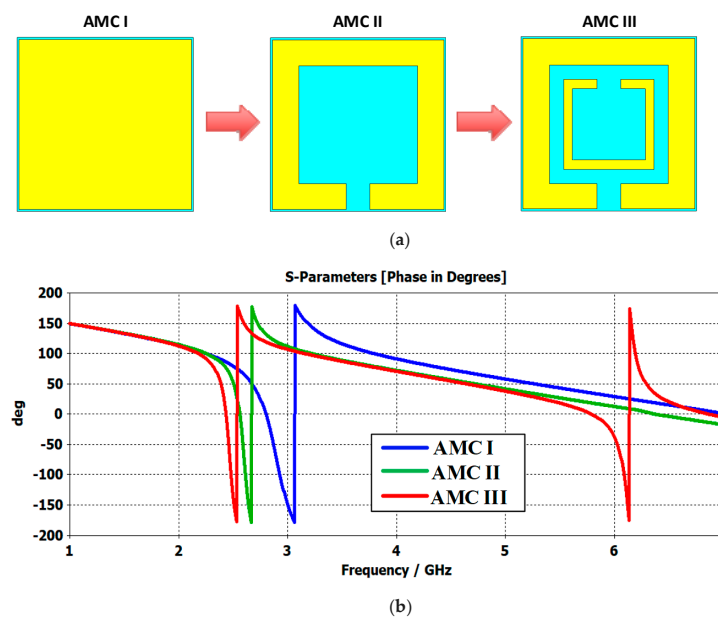 AMC I AMC II AMC III
(a)
S-Parameters [Phase in Degrees]
200
150
100
50
0
-50
-100
-150
-200
deg
AMC I
AMC II
AMC III
1 2 3 4 5 6
Frequency / GHz
(b)